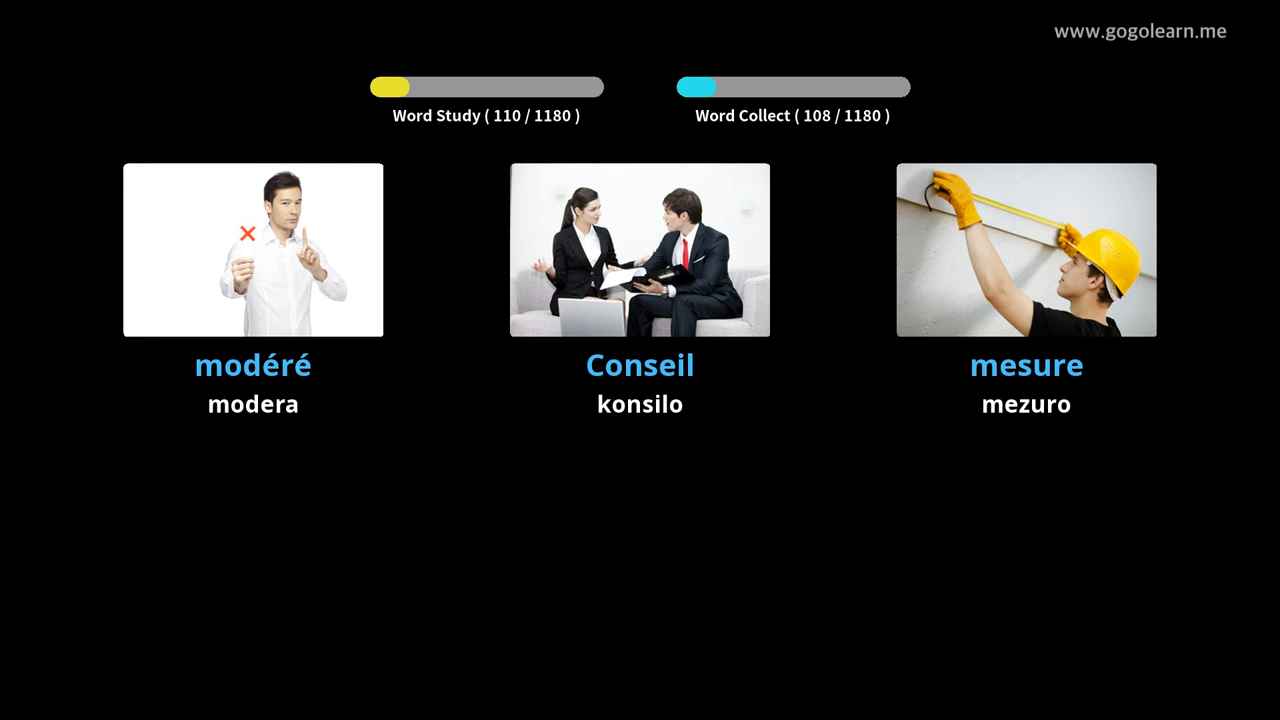 www.gogolearn.me
Word Study ( 110 / 1180 )
Word Collect ( 108 / 1180 )
modéré
Conseil
mesure
modera
konsilo
mezuro